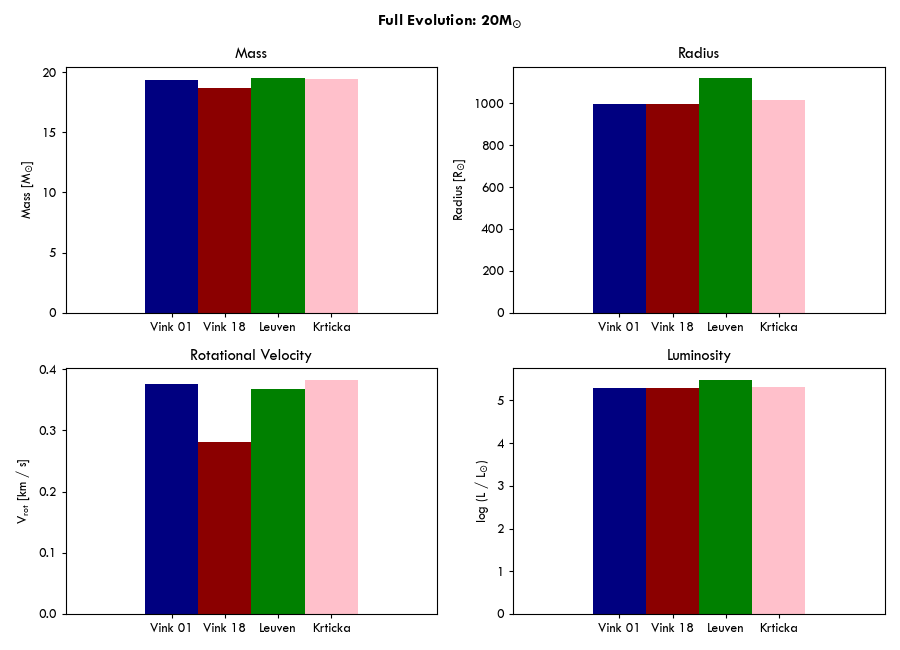 Full Evolution: 20M☉
Mass
Mass [M☉]
20
15
10
5
0
Vink 01 Vink 18 Leuven Krticka
Radius
Radius [R☉]
1000
800
600
400
200
0
Vink 01 Vink 18 Leuven Krticka
Rotational Velocity
Vrot [km / s]
0.4
0.3
0.2
0.1
0.0
Vink 01 Vink 18 Leuven Krticka
Luminosity
log (L / L☉)
5
4
3
2
1
0
Vink 01 Vink 18 Leuven Krticka